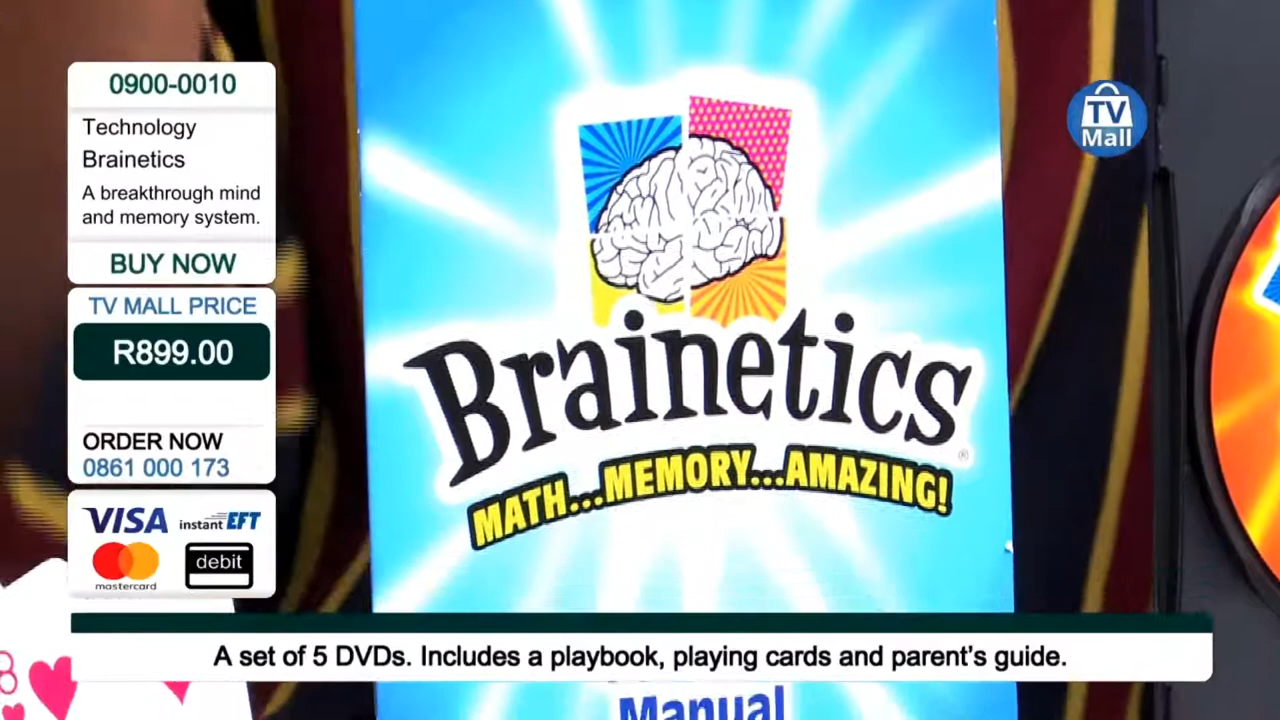 0900-0010
Technology
Brainetics
A breakthrough mind
and memory system.
BUY NOW
TV MALL PRICE
R899.00
ORDER NOW
0861 000 173
VISA instant EFT
mastercard debit
TV
Mall
Brainetics®
MATH...MEMORY...AMAZING!
Manual
8
A set of 5 DVDs. Includes a playbook, playing cards and parent's guide.